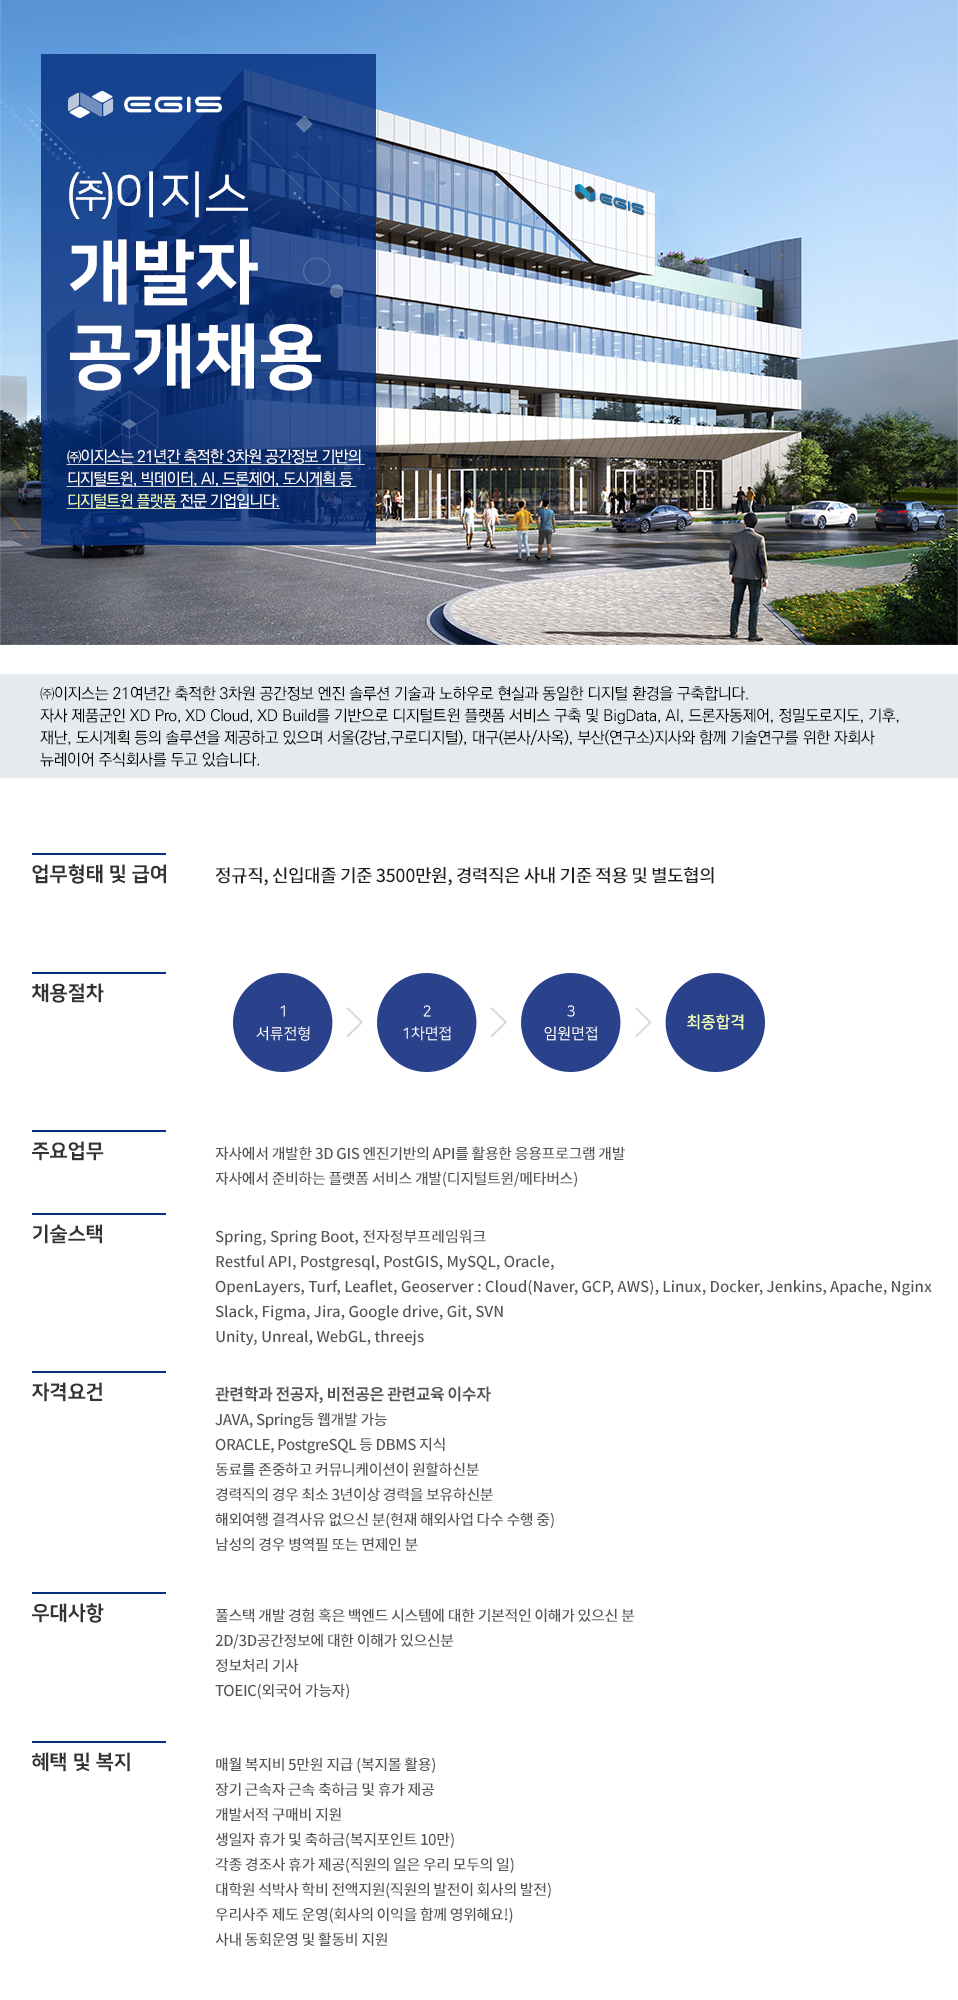 EGIS
㈜이지스
개발자
공개채용
㈜이지스는 21년간 축적한 3차원 공간정보 기반의
디지털트윈, 빅데이터, AI, 드론제어, 도시게획 등
디지털트윈 플랫폼 전문 기업입니다.
EGIS
㈜이지스는 21여년간 축적한 3차원 공간정보 엔진 솔루션 기술과 노하우로 현실과 동일한 디지털 환경을 구축합니다.
자사 제품군인 XD Pro, XD Cloud, XD Build를 기반으로 디지털트윈 플랫폼 서비스 구축 및 BigData, AI, 드론자동제어, 정밀도로지도, 기후,
재난, 도시계획 등의 솔루션을 제공하고 있으며 서울(강남,구로디지털), 대구(본사/사옥), 부산(연구소)지사와 함께 기술연구를 위한 자회사
뉴레이어 주식회사를 두고 있습니다.
업무형태 및 급여
정규직, 신입대졸 기준 3500만원, 경력직은 사내 기준 적용 및 별도협의
채용절차
1
서류전형
2
1차면접
3
임원면접
최종합격
주요업무
자사에서 개발한 3D GIS 엔진기반의 API를 활용한 응용프로그램 개발
자사에서 준비하는 플랫폼 서비스 개발(디지털트윈/메타버스)
기술스택
Spring, Spring Boot, 전자정부프레임워크
Restful API, Postgresql, PostGIS, MySQL, Oracle,
OpenLayers, Turf, Leaflet, Geoserver : Cloud(Naver, GCP, AWS), Linux, Docker, Jenkins, Apache, Nginx
Slack, Figma, Jira, Google drive, Git, SVN
Unity, Unreal, WebGL, threejs
자격요건
관련학과 전공자, 비전공은 관련교육 이수자
JAVA, Spring등 웹개발 가능
ORACLE, PostgreSQL 등 DBMS 지식
동료를 존중하고 커뮤니케이션이 원할하신분
경력직의 경우 최소 3년이상 경력을 보유하신분
해외여행 결격사유 없으신 분(현재 해외사업 다수 수행 중)
남성의 경우 병역필 또는 면제인 분
우대사항
풀스택 개발 경험 혹은 백엔드 시스템에 대한 기본적인 이해가 있으신 분
2D/3D공간정보에 대한 이해가 있으신분
정보처리 기사
TOEIC(외국어 가능자)
혜택 및 복지
매월 복지비 5만원 지급 (복지몰 활용)
장기 근속자 근속 축하금 및 휴가 제공
개발서적 구매비 지원
생일자 휴가 및 축하금(복지포인트 10만)
각종 경조사 휴가 제공(직원의 일은 우리 모두의 일)
대학원 석박사 학비 전액지원(직원의 발전이 회사의 발전)
우리사주 제도 운영(회사의 이익을 함께 영위해요!)
사내 동회운영 및 활동비 지원